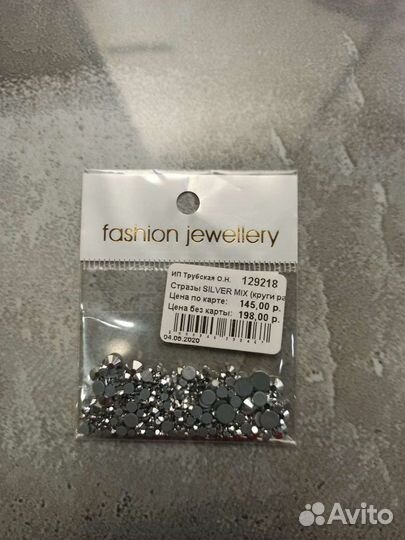 fashion jewellery
ИП Трубская О.Н. 129218
Стразы SILVER MIX (круги ра
Цена по карте: 145,00 р.
Цена без карты: 198,00 р.
04.06.2020
Avito